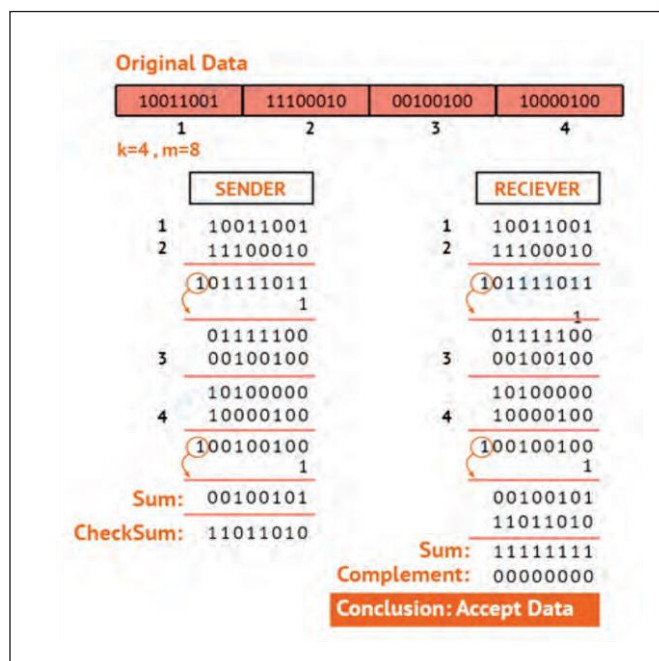 Original Data
10011001 11100010 00100100 10000100
1 2 3 4
k=4 , m=8
SENDER
1 10011001
2 11100010
101111011
1
01111100
3 00100100
10100000
4 10000100
100100100
1
Sum: 00100101
CheckSum: 11011010
RECIEVER
1 10011001
2 11100010
101111011
1
01111100
3 00100100
10100000
4 10000100
100100100
1
00100101
11011010
Sum: 11111111
Complement: 00000000
Conclusion: Accept Data